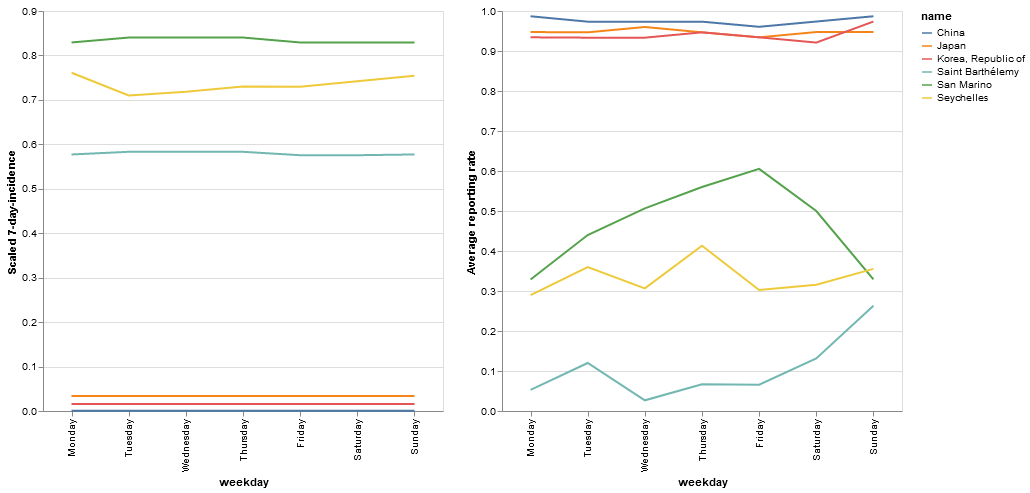 0.9
0.8
0.7
0.6
0.5
0.4
0.3
0.2
0.1
0.0
Scaled 7-day-incidence
Monday
Tuesday
Wednesday
Thursday
Friday
Saturday
Sunday
weekday
1.0
0.9
0.8
0.7
0.6
0.5
0.4
0.3
0.2
0.1
0.0
Average reporting rate
Monday
Tuesday
Wednesday
Thursday
Friday
Saturday
Sunday
weekday
name
China
Japan
Korea, Republic of
Saint Barthélemy
San Marino
Seychelles